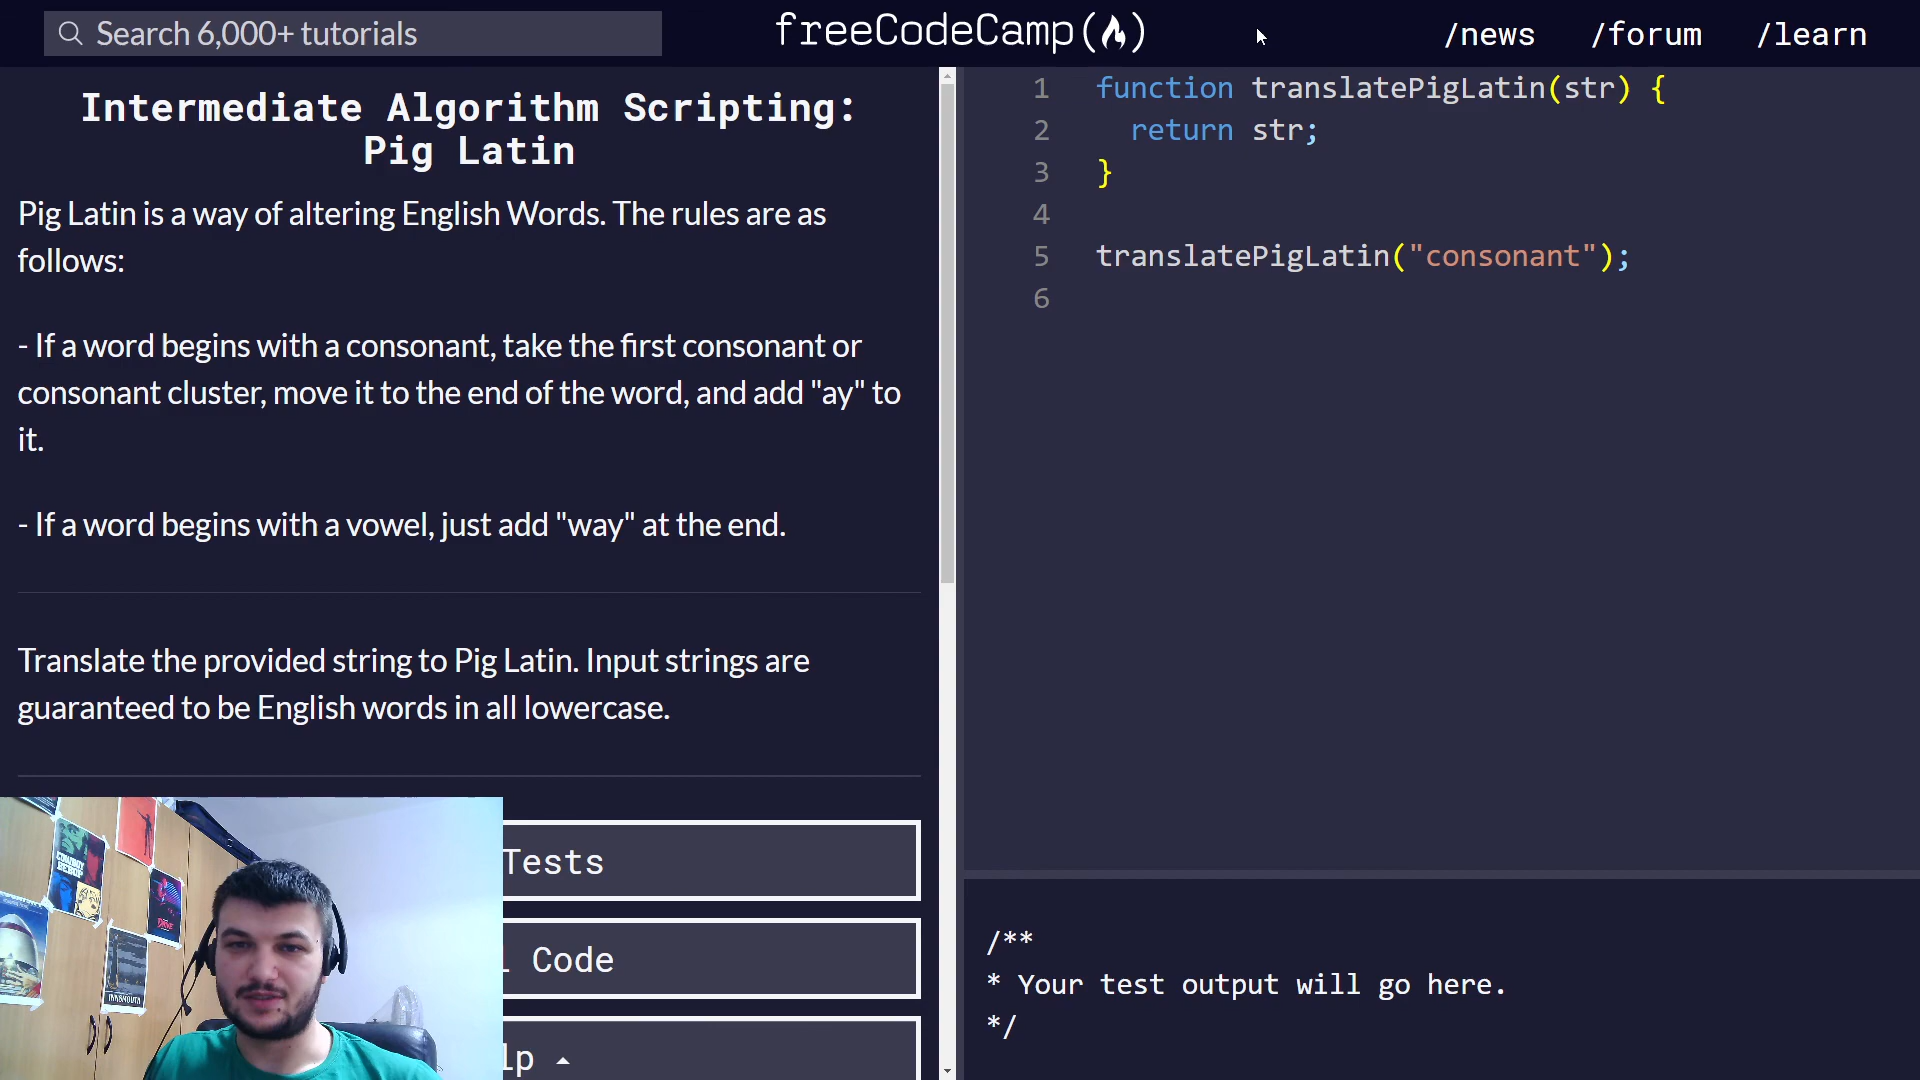 Search 6,000+ tutorials
freeCodeCamp
/news
/forum
/learn
Intermediate Algorithm Scripting:
Pig Latin
Pig Latin is a way of altering English Words. The rules are as
follows:
- If a word begins with a consonant, take the first consonant or
consonant cluster, move it to the end of the word, and add "ay" to
it.
- If a word begins with a vowel, just add "way" at the end.
Translate the provided string to Pig Latin. Input strings are
guaranteed to be English words in all lowercase.
Tests
Code
lp
COWBOY
BEBOP
DRIVE
INNSMOUTH
1 function translatePigLatin(str) {
2 return str;
3 }
4
5 translatePigLatin("consonant");
6
/**
* Your test output will go here.
*/